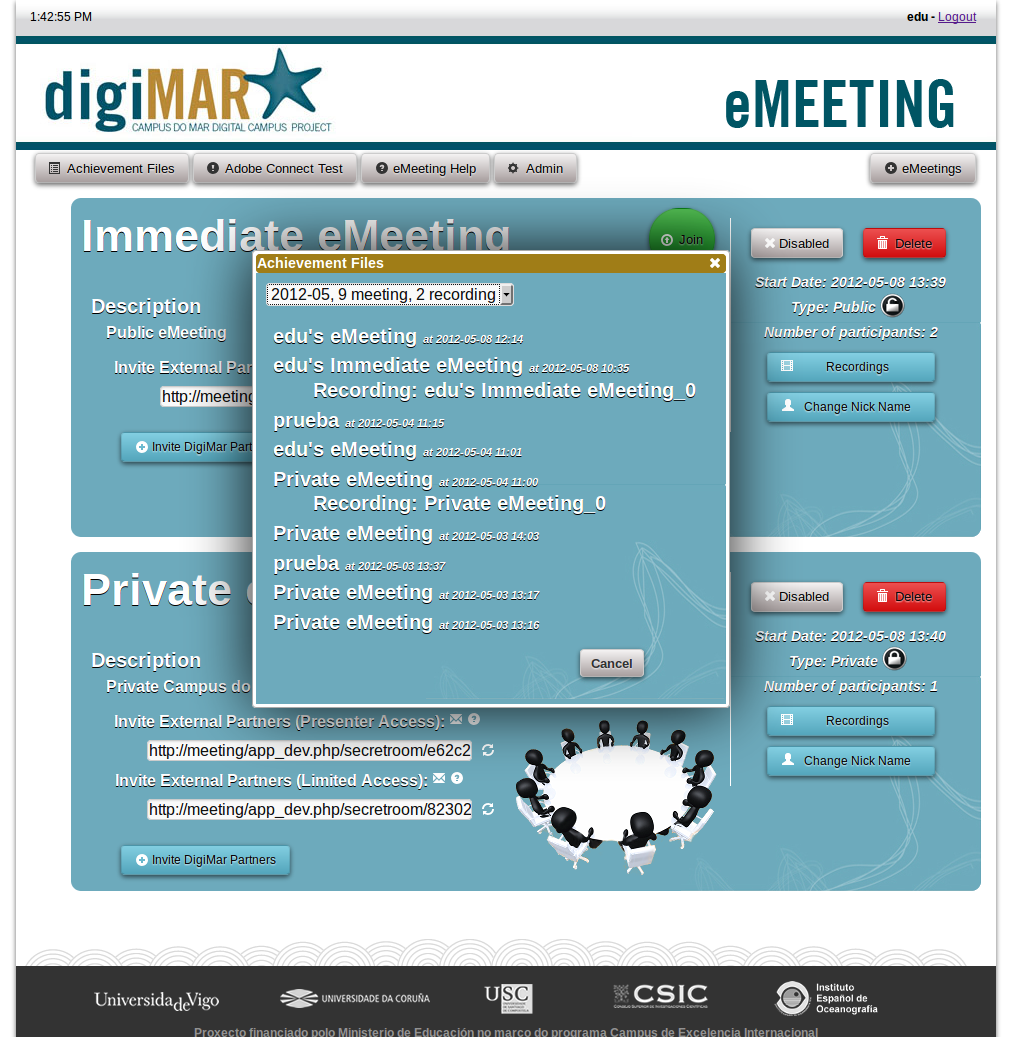 1:42:55 PM
edu - Logout
digiMAR
CAMPUS DO MAR DIGITAL CAMPUS PROJECT
eMEETING
Achievement Files
Adobe Connect Test
eMeeting Help
Admin
eMeetings
Immediate eMeeting
Join
Disabled
Delete
Start Date: 2012-05-08 13:39
Type: Public
Number of participants: 2
Recordings
Change Nick Name
Description
Public eMeeting
Invite External Par
http://meeting
Invite DigiMar Part
Achievement Files
2012-05, 9 meeting, 2 recording
edu's eMeeting at 2012-05-08 12:14
edu's Immediate eMeeting at 2012-05-08 10:35
Recording: edu's Immediate eMeeting_0
prueba at 2012-05-04 11:15
edu's eMeeting at 2012-05-04 11:01
Private eMeeting at 2012-05-04 11:00
Recording: Private eMeeting_0
Private eMeeting at 2012-05-03 14:03
prueba at 2012-05-03 13:37
Private eMeeting at 2012-05-03 13:17
Private eMeeting at 2012-05-03 13:16
Cancel
Private e
Disabled
Delete
Start Date: 2012-05-08 13:40
Type: Private
Number of participants: 1
Recordings
Change Nick Name
Description
Private Campus do
Invite External Partners (Presenter Access):
http://meeting/app_dev.php/secretroom/e62c2
Invite External Partners (Limited Access):
http://meeting/app_dev.php/secretroom/82302
Invite DigiMar Partners
UniversidadeVigo
UNIVERSIDADE DA CORUÑA
USC
CSIC
CONSEJO SUPERIOR DE INVESTIGACIONES CIENTÍFICAS
Instituto
Español de
Oceanografía
Proxecto financiado polo Ministerio de Educación no marco do programa Campus de Excelencia Internacional